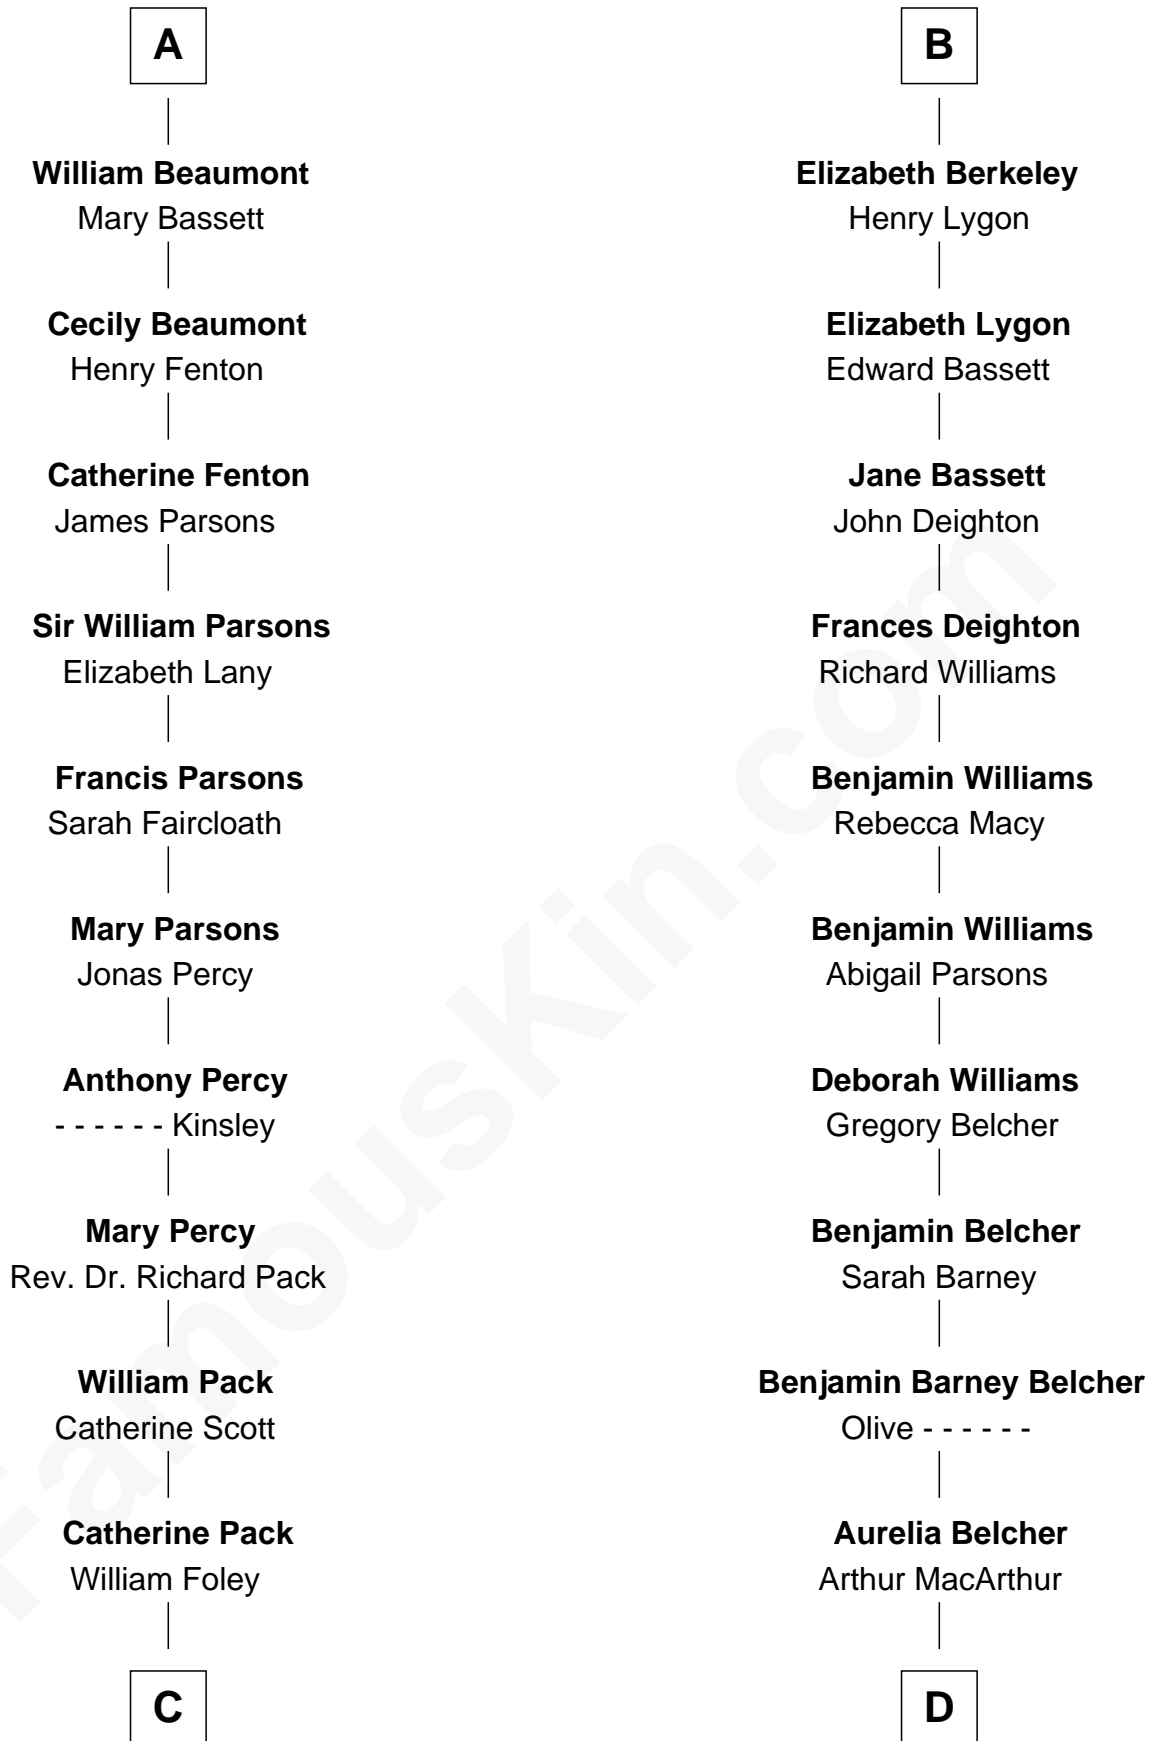 A
William Beaumont
Mary Bassett
Cecily Beaumont
Henry Fenton
Catherine Fenton
James Parsons
Sir William Parsons
Elizabeth Lany
Francis Parsons
Sarah Faircloath
Mary Parsons
Jonas Percy
Anthony Percy
- - - - - - Kinsley
Mary Percy
Rev. Dr. Richard Pack
William Pack
Catherine Scott
Catherine Pack
William Foley
C
B
Elizabeth Berkeley
Henry Lygon
Elizabeth Lygon
Edward Bassett
Jane Bassett
John Deighton
Frances Deighton
Richard Williams
Benjamin Williams
Rebecca Macy
Benjamin Williams
Abigail Parsons
Deborah Williams
Gregory Belcher
Benjamin Belcher
Sarah Barney
Benjamin Barney Belcher
Olive - - - - - -
Aurelia Belcher
Arthur MacArthur
D
FamousKin.com